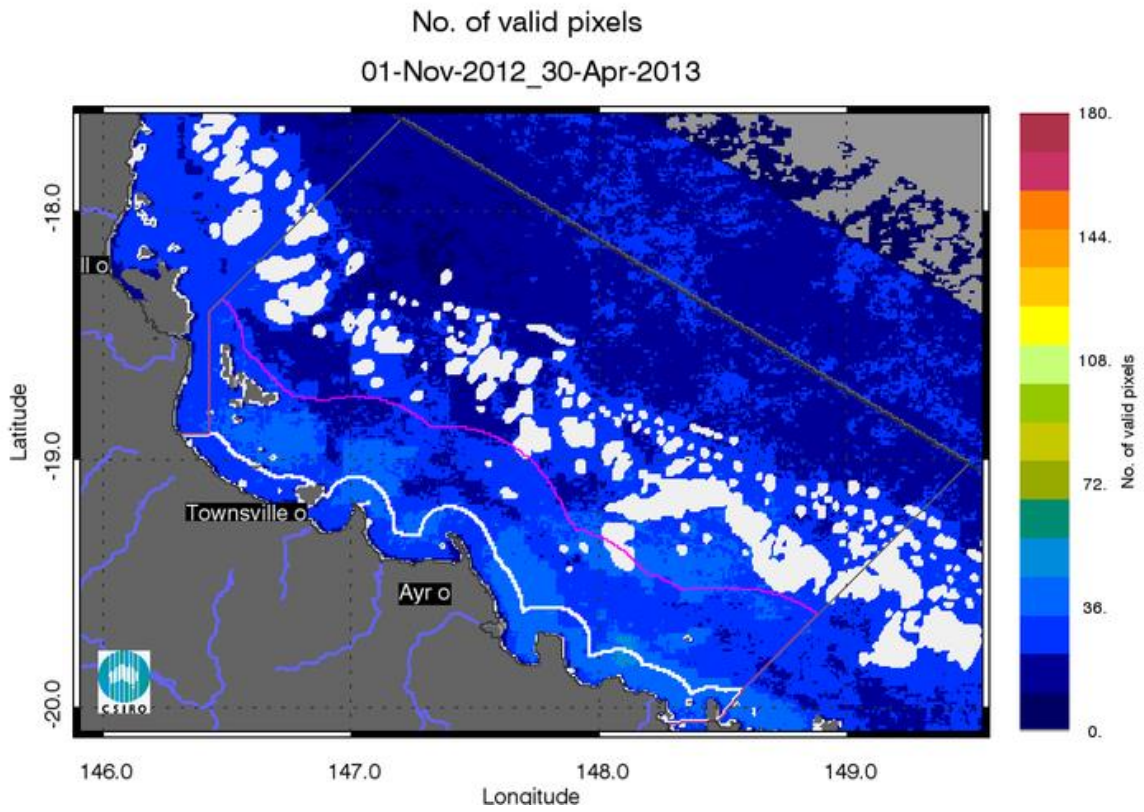 No. of valid pixels
01-Nov-2012_30-Apr-2013
180.
144.
108.
72.
36.
0.
No. of valid pixels
-18.0
-19.0
-20.0
Latitude
ll o
Townsville o
Ayr o
CSIRO
146.0
147.0
148.0
149.0
Longitude